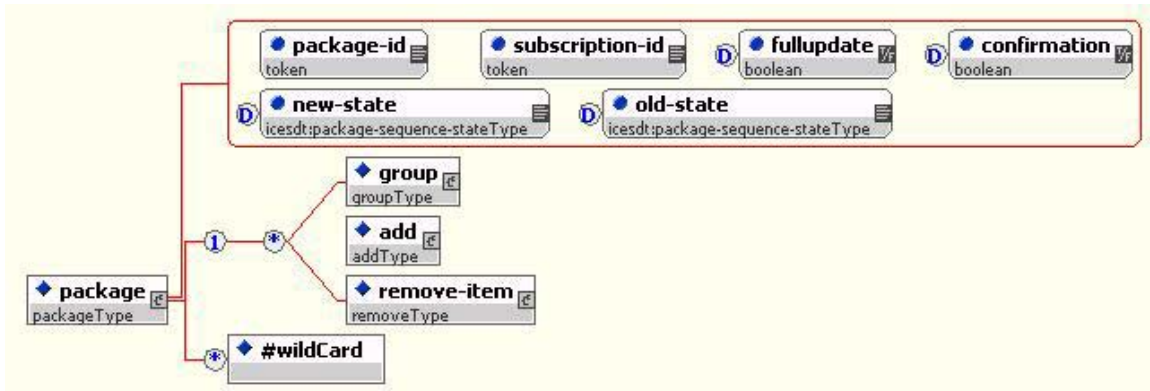 package-id
token
subscription-id
token
D
fullupdate
boolean
D
confirmation
boolean
D
new-state
icesdt:package-sequence-stateType
D
old-state
icesdt:package-sequence-stateType
group
groupType
add
addType
1
*
remove-item
removeType
package
packageType
*
#wildCard